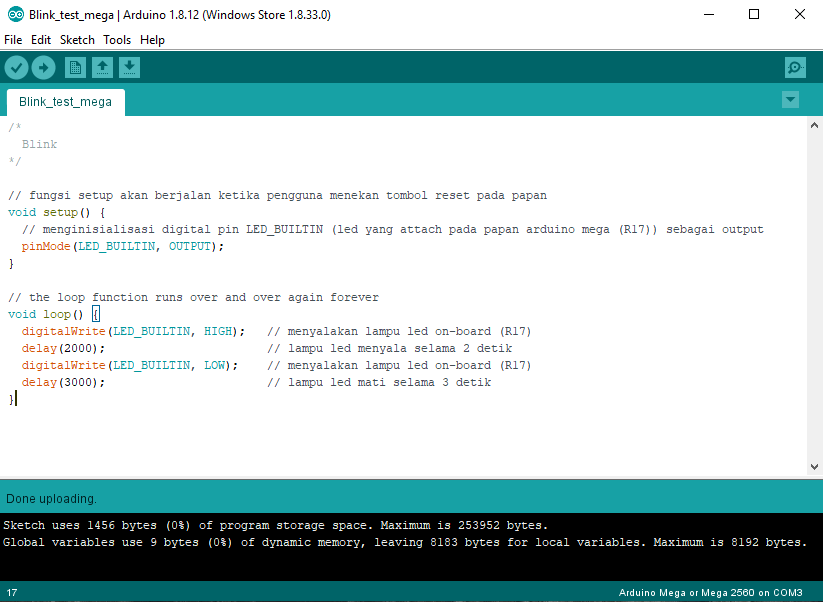 Blink_test_mega | Arduino 1.8.12 (Windows Store 1.8.33.0)
File Edit Sketch Tools Help
Blink_test_mega
/*
  Blink
*/
// fungsi setup akan berjalan ketika pengguna menekan tombol reset pada papan
void setup() {
  // menginisialisasi digital pin LED_BUILTIN (led yang attach pada papan arduino mega (R17)) sebagai output
  pinMode(LED_BUILTIN, OUTPUT);
}
// the loop function runs over and over again forever
void loop() {
  digitalWrite(LED_BUILTIN, HIGH);   // menyalakan lampu led on-board (R17)
  delay(2000);                       // lampu led menyala selama 2 detik
  digitalWrite(LED_BUILTIN, LOW);    // menyalakan lampu led on-board (R17)
  delay(3000);                       // lampu led mati selama 3 detik
}
Done uploading.
Sketch uses 1456 bytes (0%) of program storage space. Maximum is 253952 bytes.
Global variables use 9 bytes (0%) of dynamic memory, leaving 8183 bytes for local variables. Maximum is 8192 bytes.
17 Arduino Mega or Mega 2560 on COM3